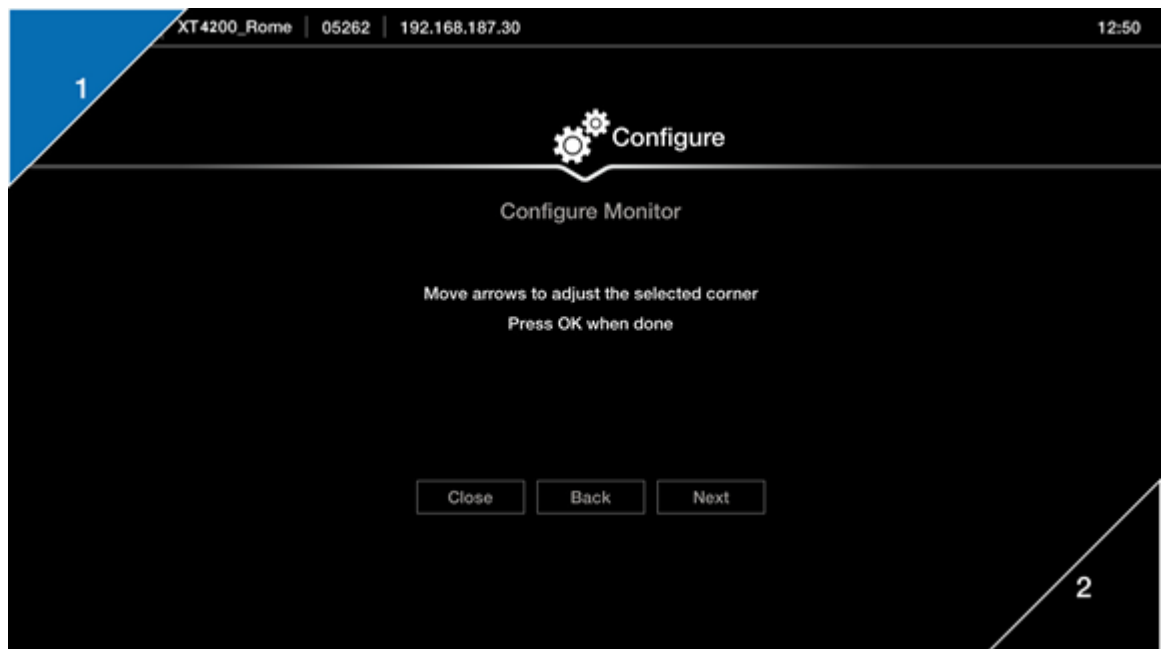 XT4200_Rome | 05262 | 192.168.187.30 12:50
1
Configure
Configure Monitor
Move arrows to adjust the selected corner
Press OK when done
Close Back Next
2